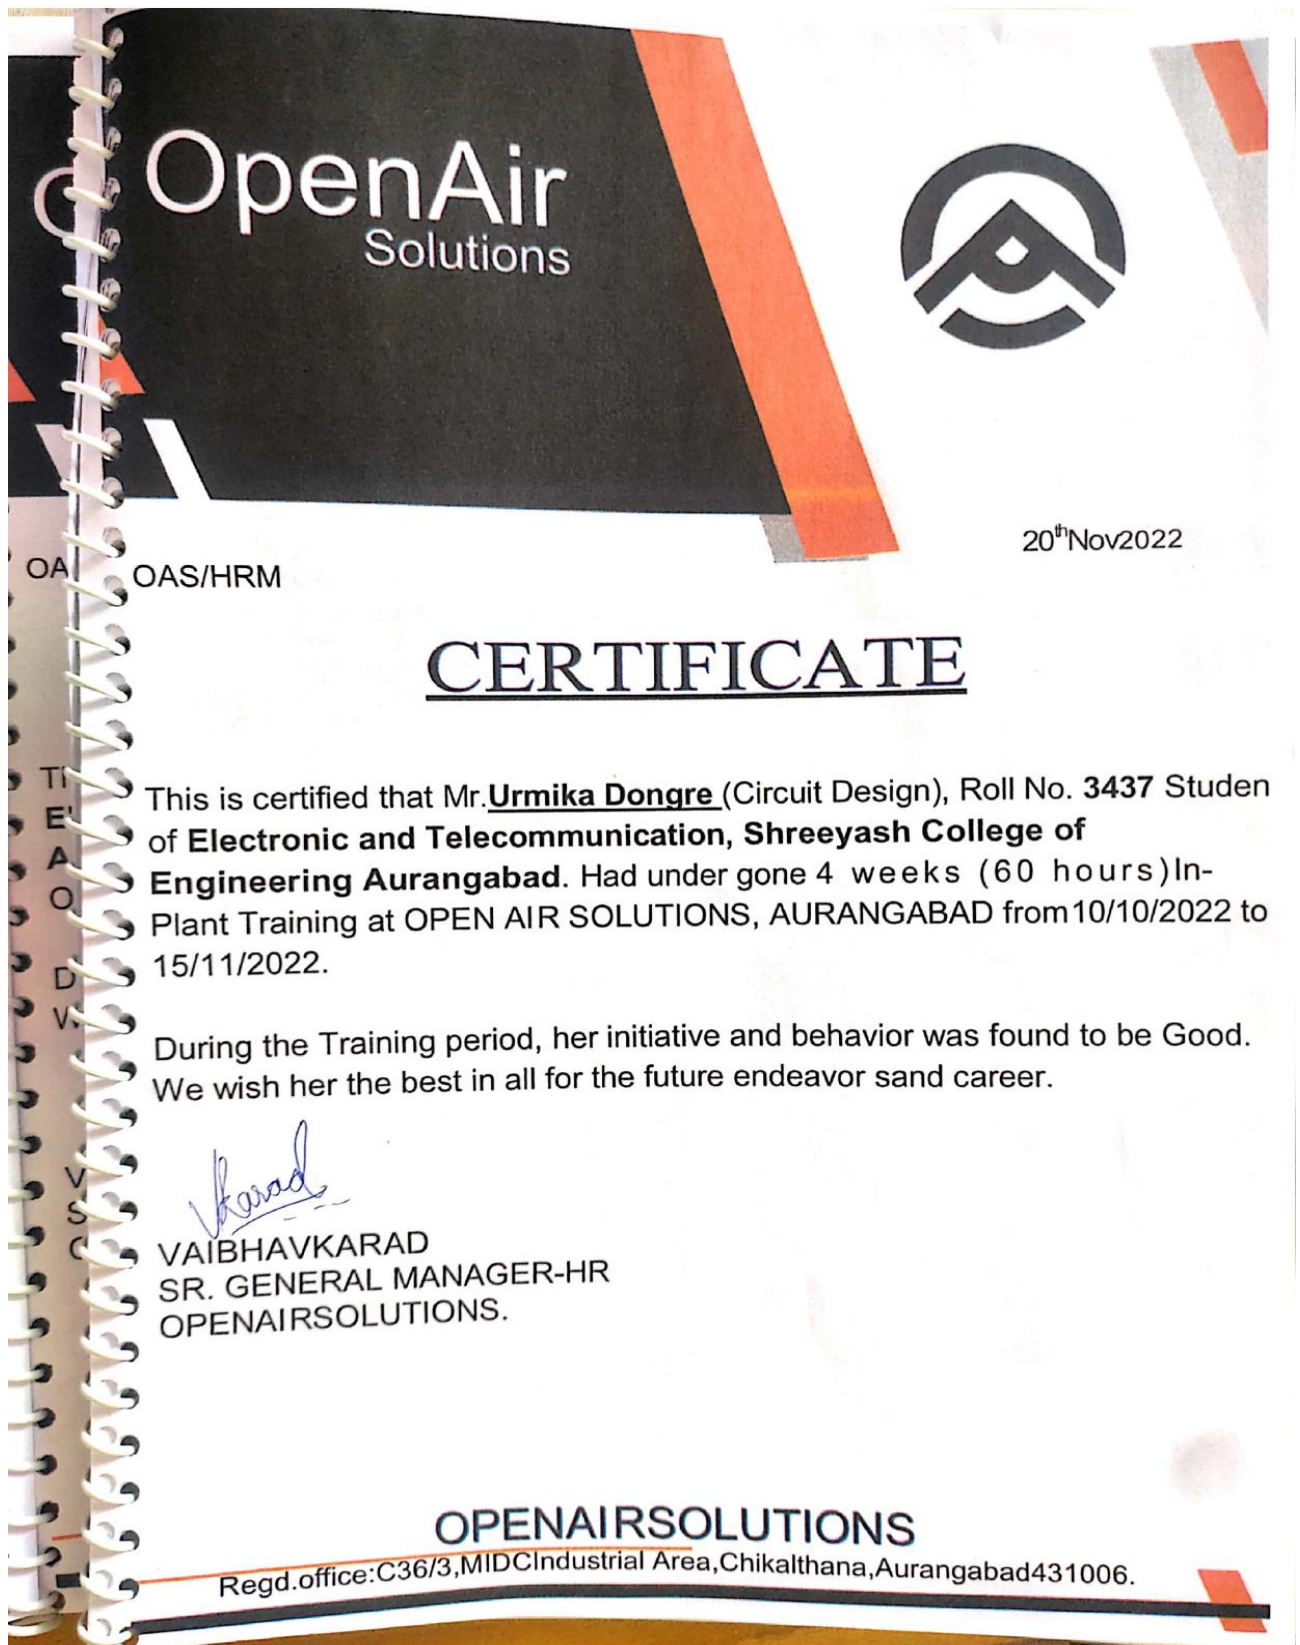 OpenAir
Solutions
20thNov2022
OA
OAS/HRM
CERTIFICATE
This is certified that Mr.Urmika Dongre (Circuit Design), Roll No. 3437 Studen
of Electronic and Telecommunication, Shreeyash College of
Engineering Aurangabad. Had under gone 4 weeks (60 hours)In-
Plant Training at OPEN AIR SOLUTIONS, AURANGABAD from10/10/2022 to
15/11/2022.
During the Training period, her initiative and behavior was found to be Good.
We wish her the best in all for the future endeavor sand career.
Vkarad
VAIBHAVKARAD
SR. GENERAL MANAGER-HR
OPENAIRSOLUTIONS.
OPENAIRSOLUTIONS
Regd.office:C36/3,MIDCIndustrial Area,Chikalthana,Aurangabad431006.